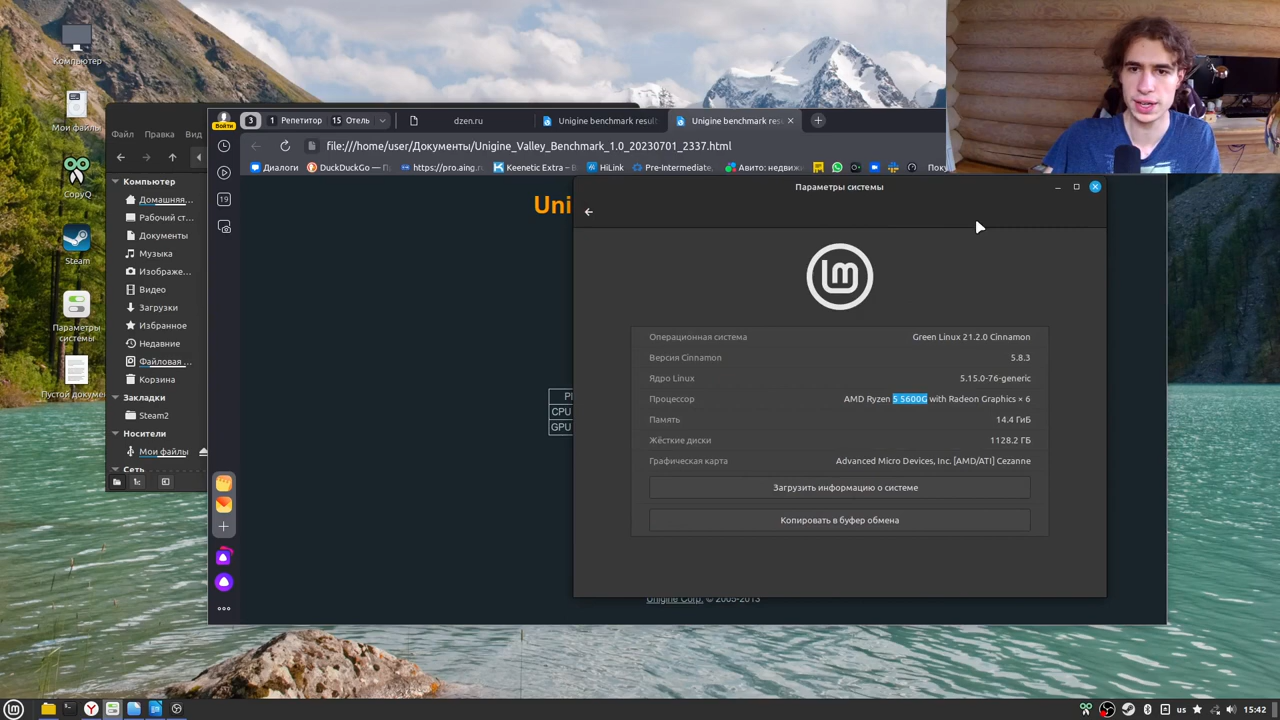 Компьютер
Мои файлы
CopyQ
Steam
Параметры
системы
Файл Правка Вид
Компьютер
Домашняя...
Рабочий ст...
Документы
Музыка
Изображе...
Видео
Загрузки
Избранное
Недавние
Файловая ...
Корзина
Закладки
Steam2
Носители
Мои файлы
Сеть
Войти
3 1 Репетитор 15 Отель
dzen.ru
Unigine benchmark result
Unigine benchmark resu
file:///home/user/Документы/Unigine_Valley_Benchmark_1.0_20230701_2337.html
Диалоги
https://pro.aing.ru
Keenetic Extra –
HiLink
Pre-Intermediate,
Авито: недвиж
Поку
19
Uni
CPU
GPU
Параметры системы
Операционная система Green Linux 21.2.0 Cinnamon
Версия Cinnamon 5.8.3
Ядро Linux 5.15.0-76-generic
Процессор AMD Ryzen 5 5600G with Radeon Graphics × 6
Память 14.4 ГиБ
Жёсткие диски 1128.2 ГБ
Графическая карта Advanced Micro Devices, Inc. [AMD/ATI] Cezanne
Загрузить информацию о системе
Копировать в буфер обмена
Unigine Corp. © 2005-2013
us 15:42